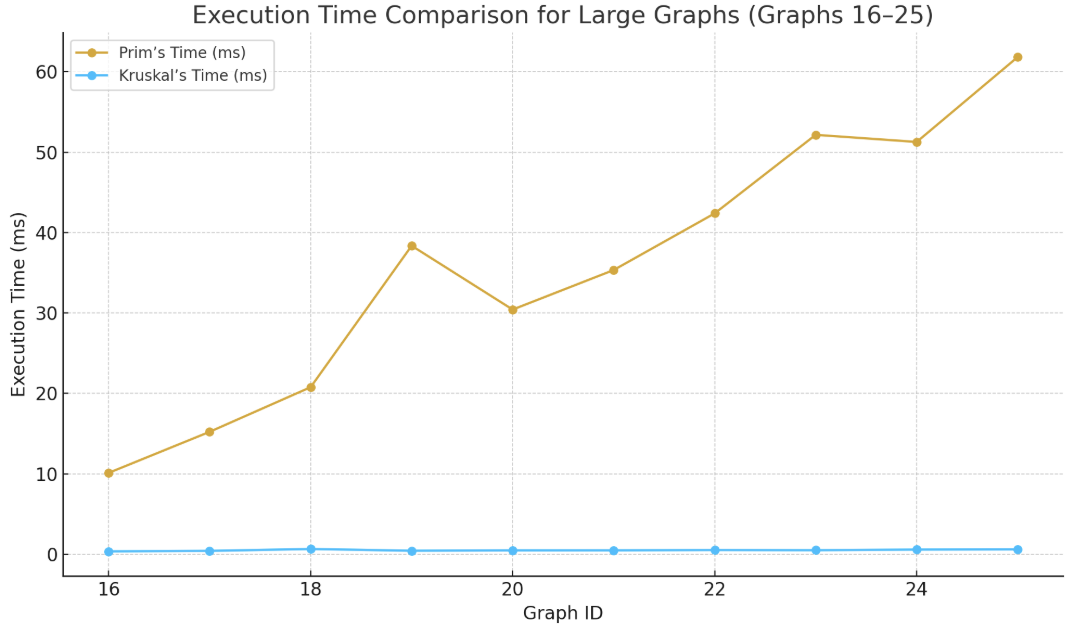 Execution Time Comparison for Large Graphs (Graphs 16–25)
Prim’s Time (ms)
Kruskal’s Time (ms)
60
50
40
30
20
10
0
Execution Time (ms)
16 18 20 22 24
Graph ID